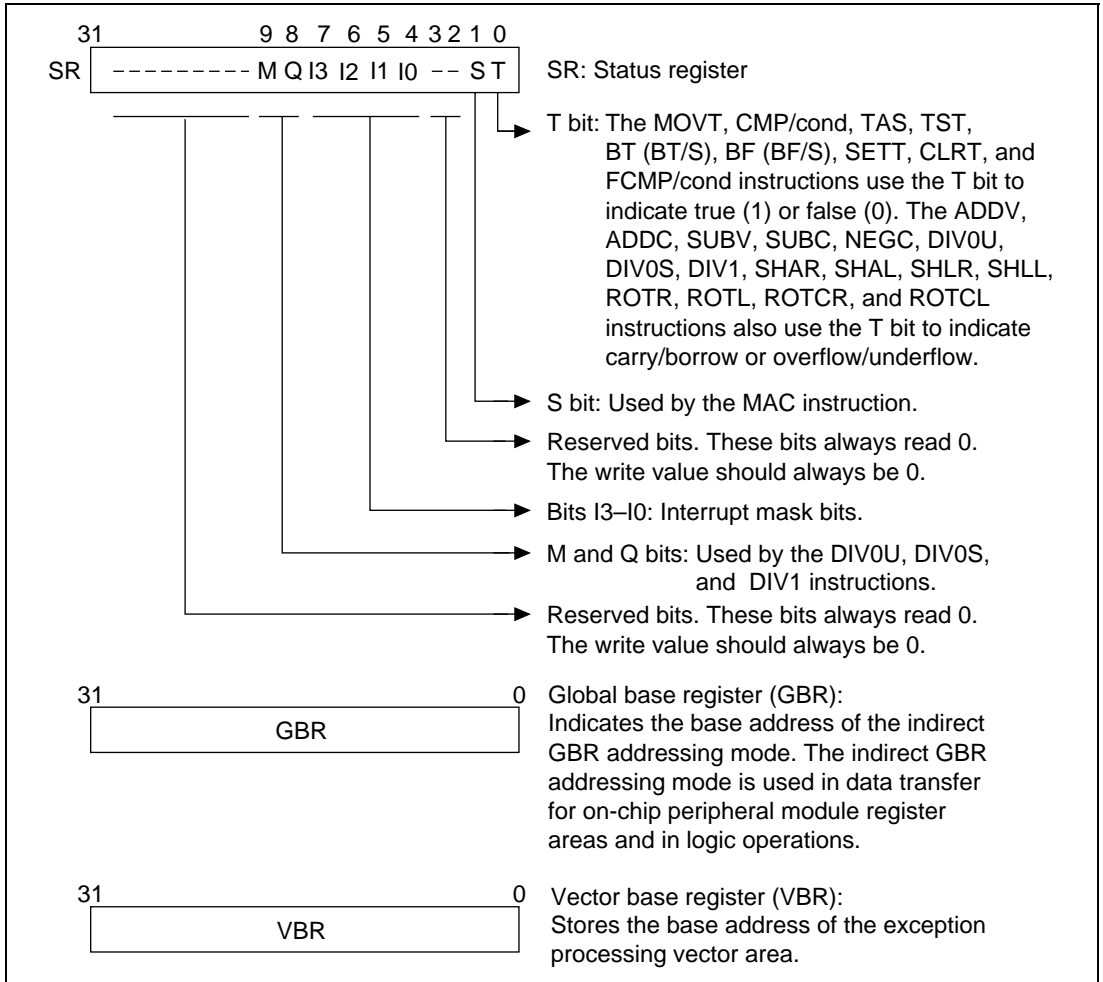 31 9 8 7 6 5 4 3 2 1 0
SR --------- M Q I3 I2 I1 I0 -- S T SR: Status register
T bit: The MOVT, CMP/cond, TAS, TST,
BT (BT/S), BF (BF/S), SETT, CLRT, and
FCMP/cond instructions use the T bit to
indicate true (1) or false (0). The ADDV,
ADDC, SUBV, SUBC, NEGC, DIV0U,
DIV0S, DIV1, SHAR, SHAL, SHLR, SHLL,
ROTR, ROTL, ROTCR, and ROTCL
instructions also use the T bit to indicate
carry/borrow or overflow/underflow.
S bit: Used by the MAC instruction.
Reserved bits. These bits always read 0.
The write value should always be 0.
Bits I3–I0: Interrupt mask bits.
M and Q bits: Used by the DIV0U, DIV0S,
and DIV1 instructions.
Reserved bits. These bits always read 0.
The write value should always be 0.
31 0 Global base register (GBR):
GBR Indicates the base address of the indirect
GBR addressing mode. The indirect GBR
addressing mode is used in data transfer
for on-chip peripheral module register
areas and in logic operations.
31 0 Vector base register (VBR):
VBR Stores the base address of the exception
processing vector area.